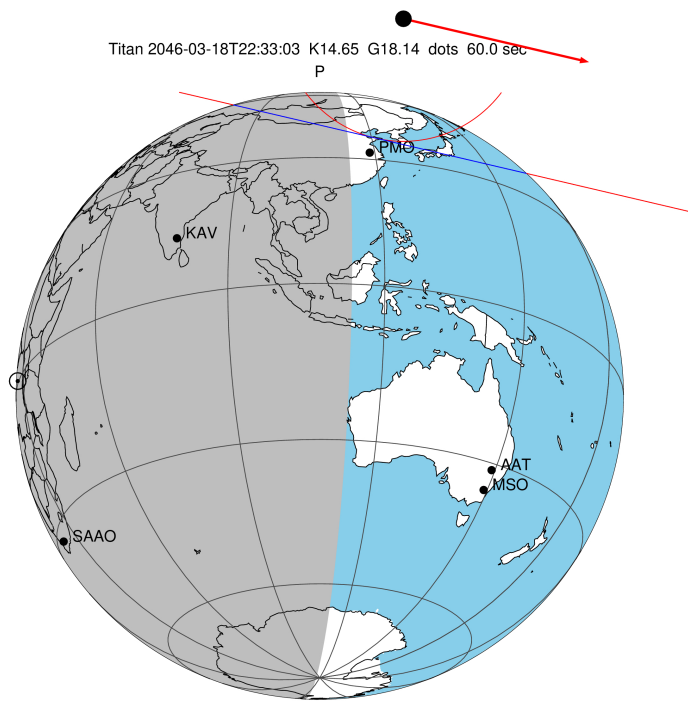 Titan 2046-03-18T22:33:03 K14.65 G18.14 dots 60.0 sec
P
PMO
KAV
AAT
MSO
SAAO